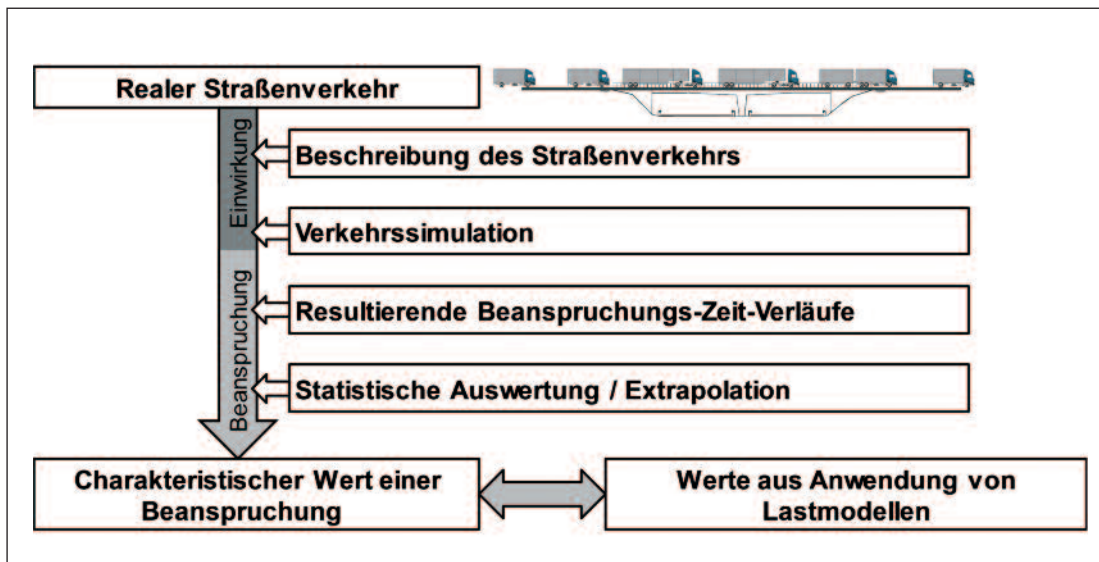 Realer Straßenverkehr
Einwirkung
Beschreibung des Straßenverkehrs
Verkehrssimulation
Beanspruchung
Resultierende Beanspruchungs-Zeit-Verläufe
Statistische Auswertung / Extrapolation
Charakteristischer Wert einer
Beanspruchung
Werte aus Anwendung von
Lastmodellen